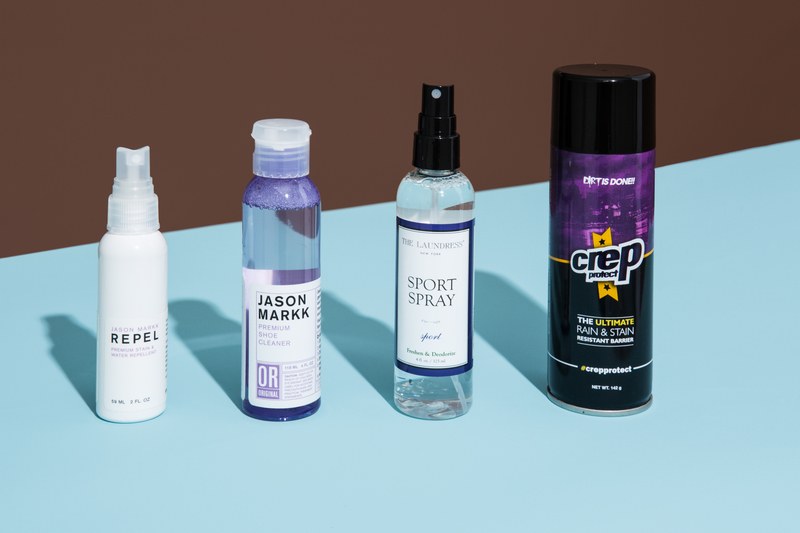 JASON MARKK
REPEL
PREMIUM STAIN &
WATER REPELLENT
59 ML 2 FL. OZ
JASON
MARKK
PREMIUM
SHOE
CLEANER
OR
ORIGINAL
THE LAUNDRESS
NEW YORK
SPORT
SPRAY
sport
Freshen & Deodorize
DIRT IS DONE!!
crep
protect
THE ULTIMATE
RAIN & STAIN
RESISTANT BARRIER
#crepprotect
NET WT. 142 g